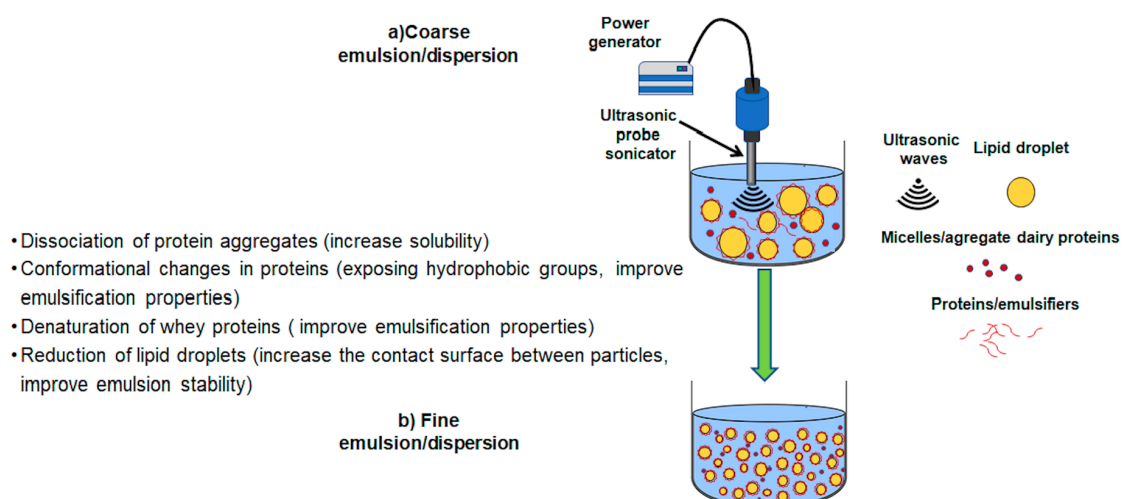 a)Coarse
emulsion/dispersion
Power
generator
Ultrasonic
probe
sonicator
Ultrasonic
waves
Lipid droplet
Micelles/agregate dairy proteins
Proteins/emulsifiers
• Dissociation of protein aggregates (increase solubility)
• Conformational changes in proteins (exposing hydrophobic groups, improve
emulsification properties)
• Denaturation of whey proteins ( improve emulsification properties)
• Reduction of lipid droplets (increase the contact surface between particles,
improve emulsion stability)
b) Fine
emulsion/dispersion